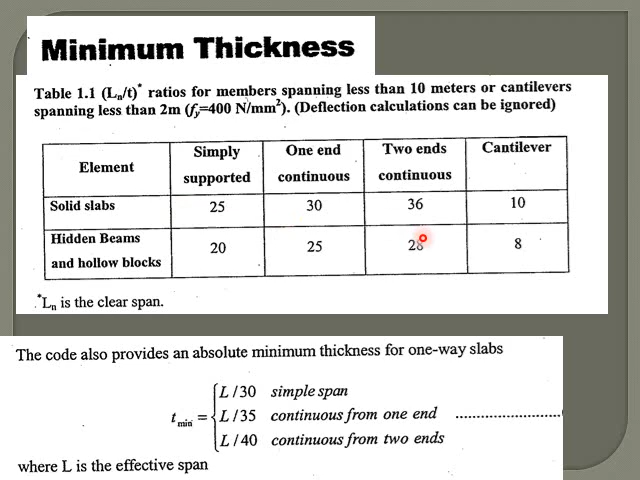 Minimum Thickness
Table 1.1 (Lₙ/t)* ratios for members spanning less than 10 meters or cantilevers
spanning less than 2m (fy=400 N/mm²). (Deflection calculations can be ignored)
Element Simply supported One end continuous Two ends continuous Cantilever
Solid slabs 25 30 36 10
Hidden Beams and hollow blocks 20 25 28 8
*Lₙ is the clear span.
The code also provides an absolute minimum thickness for one-way slabs
L/30 simple span
t min = L/35 continuous from one end ........................
L/40 continuous from two ends
where L is the effective span